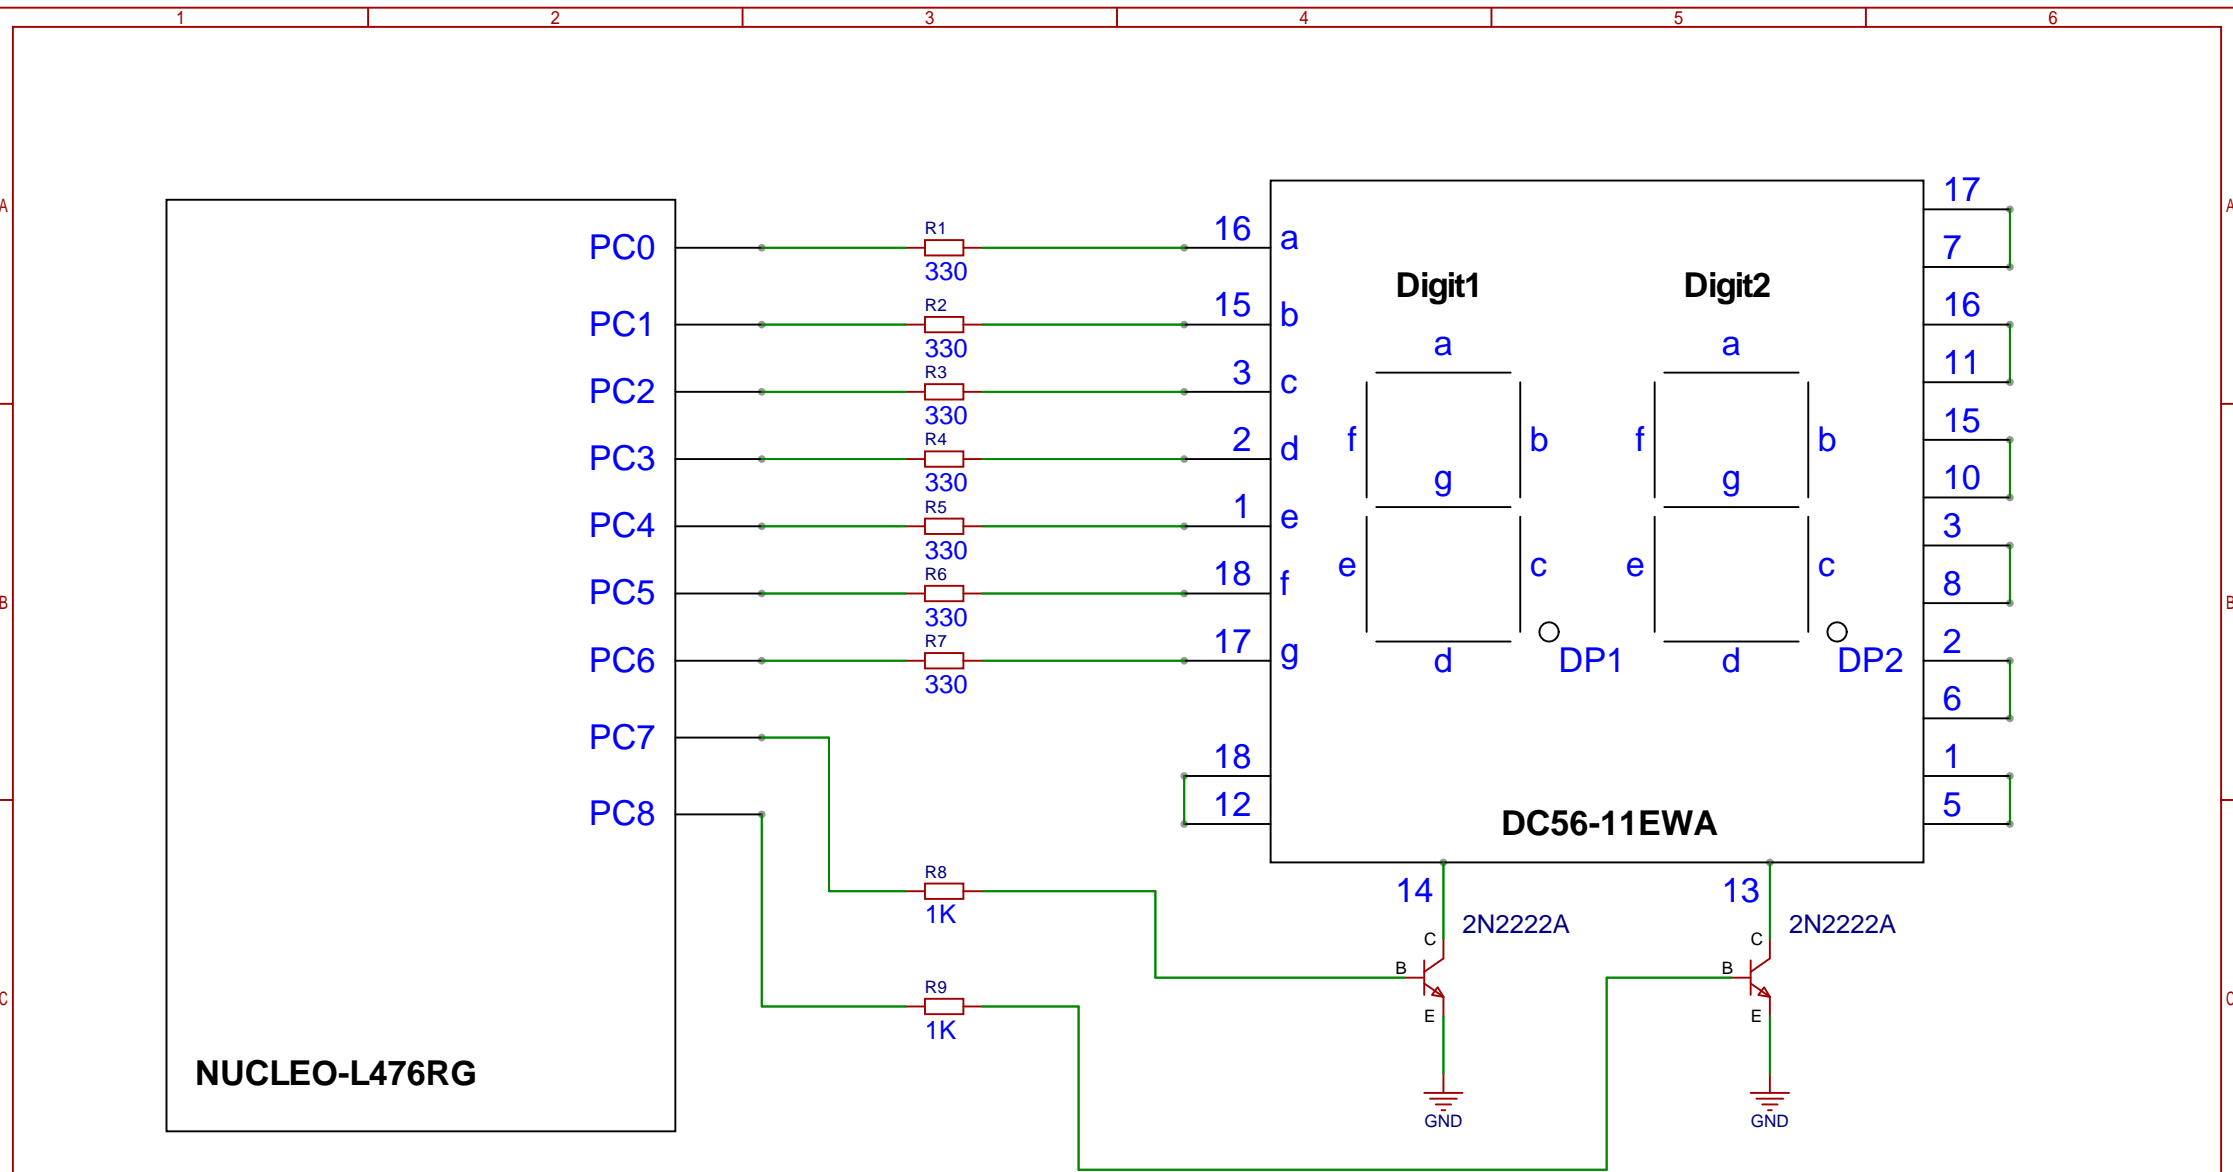 1 2 3 4 5 6
A A
B B
C C
PC0
PC1
PC2
PC3
PC4
PC5
PC6
PC7
PC8
NUCLEO-L476RG
R1
330
R2
330
R3
330
R4
330
R5
330
R6
330
R7
330
R8
1K
R9
1K
16 a
15 b
3 c
2 d
1 e
18 f
17 g
18
12
Digit1 Digit2
a a
f b f b
g g
e c e c
d DP1 d DP2
DC56-11EWA
17
7
16
11
15
10
3
8
2
6
1
5
14 13
2N2222A 2N2222A
C C
B B
E E
GND GND